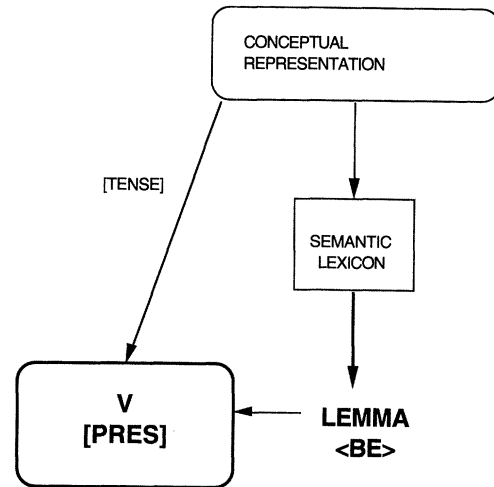 CONCEPTUAL
REPRESENTATION
[TENSE]
SEMANTIC
LEXICON
V
[PRES]
LEMMA
<BE>